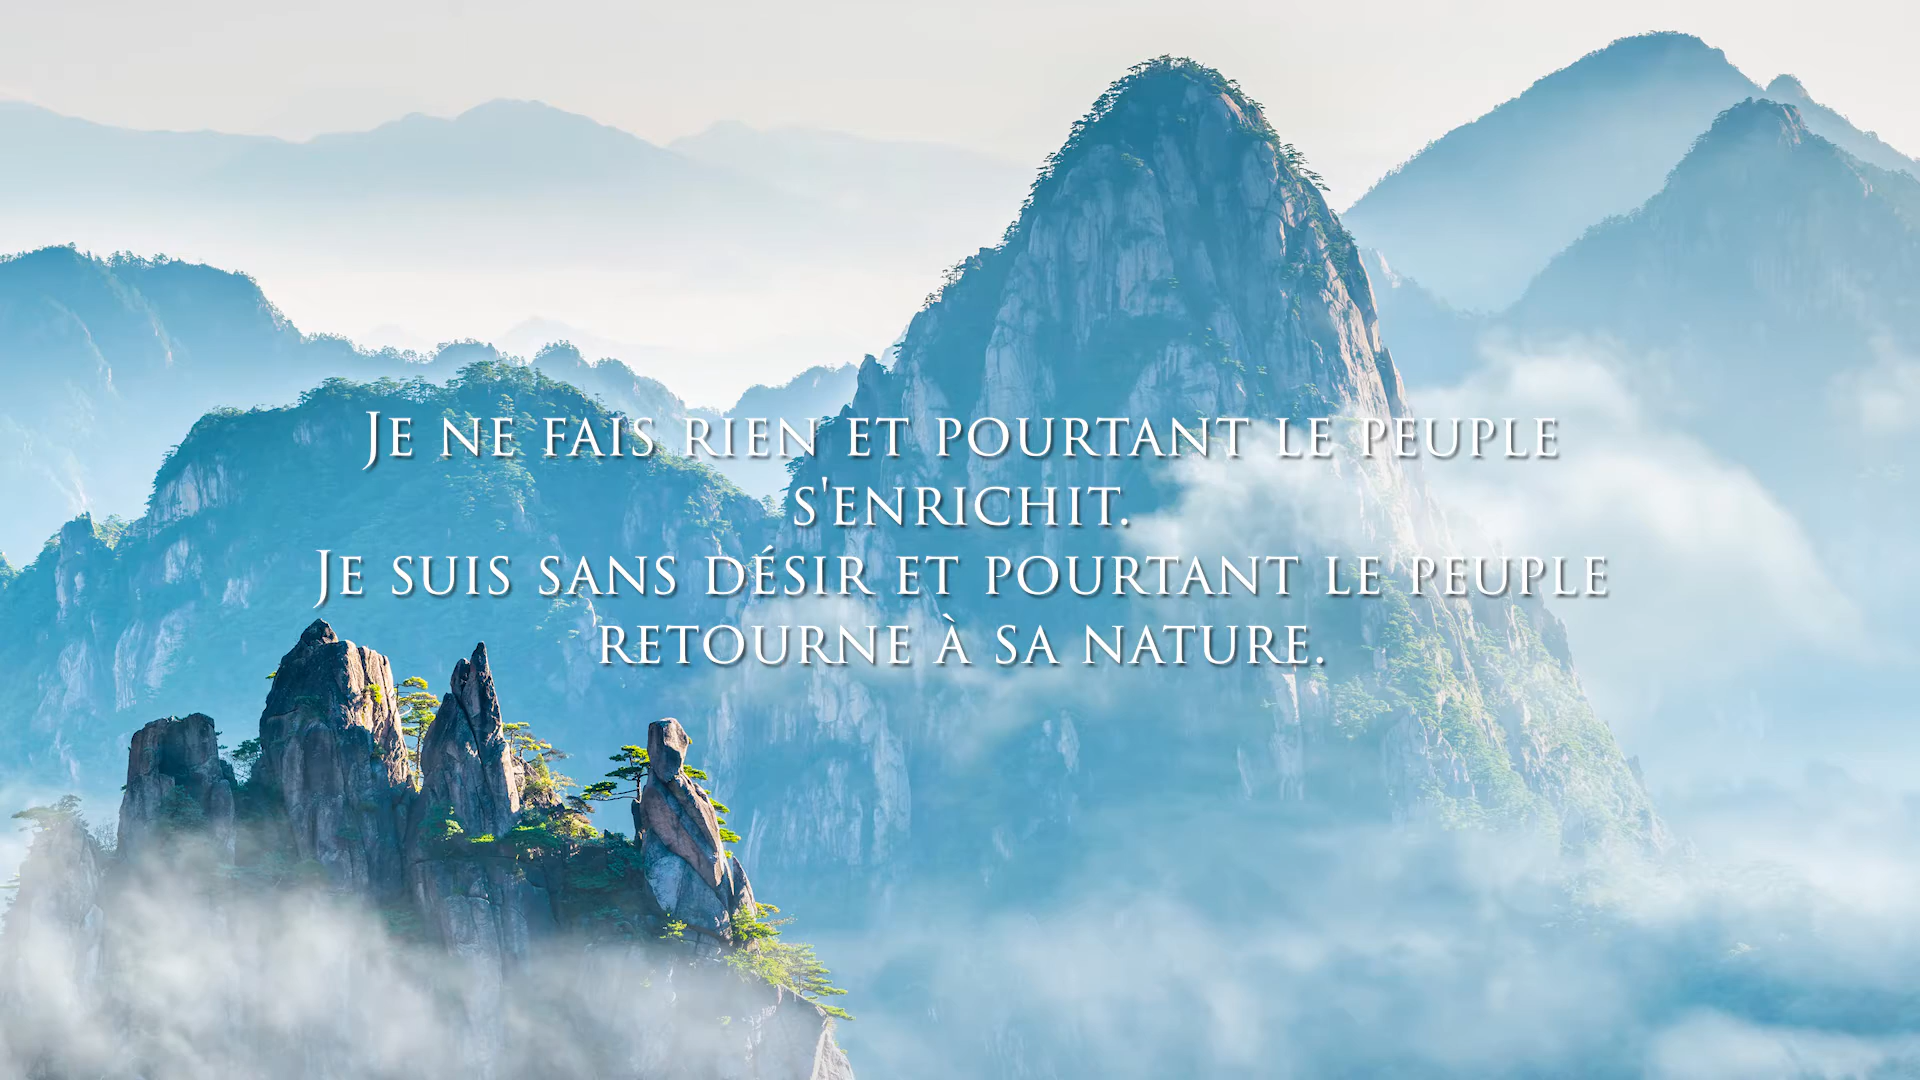 Je ne fais rien et pourtant le peuple
s'enrichit.
Je suis sans désir et pourtant le peuple
retourne à sa nature.